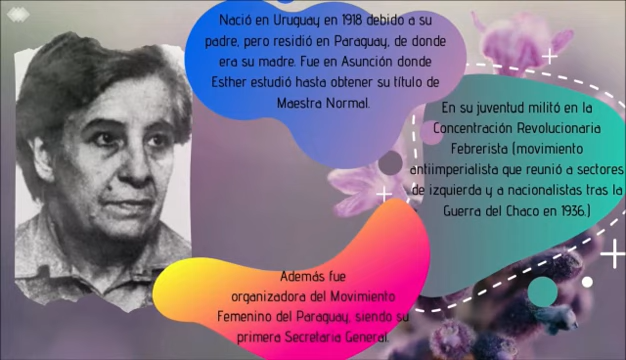 Nació en Uruguay en 1918 debido a su
padre, pero residió en Paraguay, de donde
era su madre. Fue en Asunción donde
Esther estudió hasta obtener su título de
Maestra Normal.
En su juventud militó en la
Concentración Revolucionaria
Febrerista (movimiento
antiimperialista que reunió a sectores
de izquierda y a nacionalistas tras la
Guerra del Chaco en 1936.)
Además fue
organizadora del Movimiento
Femenino del Paraguay, siendo su
primera Secretaria General.